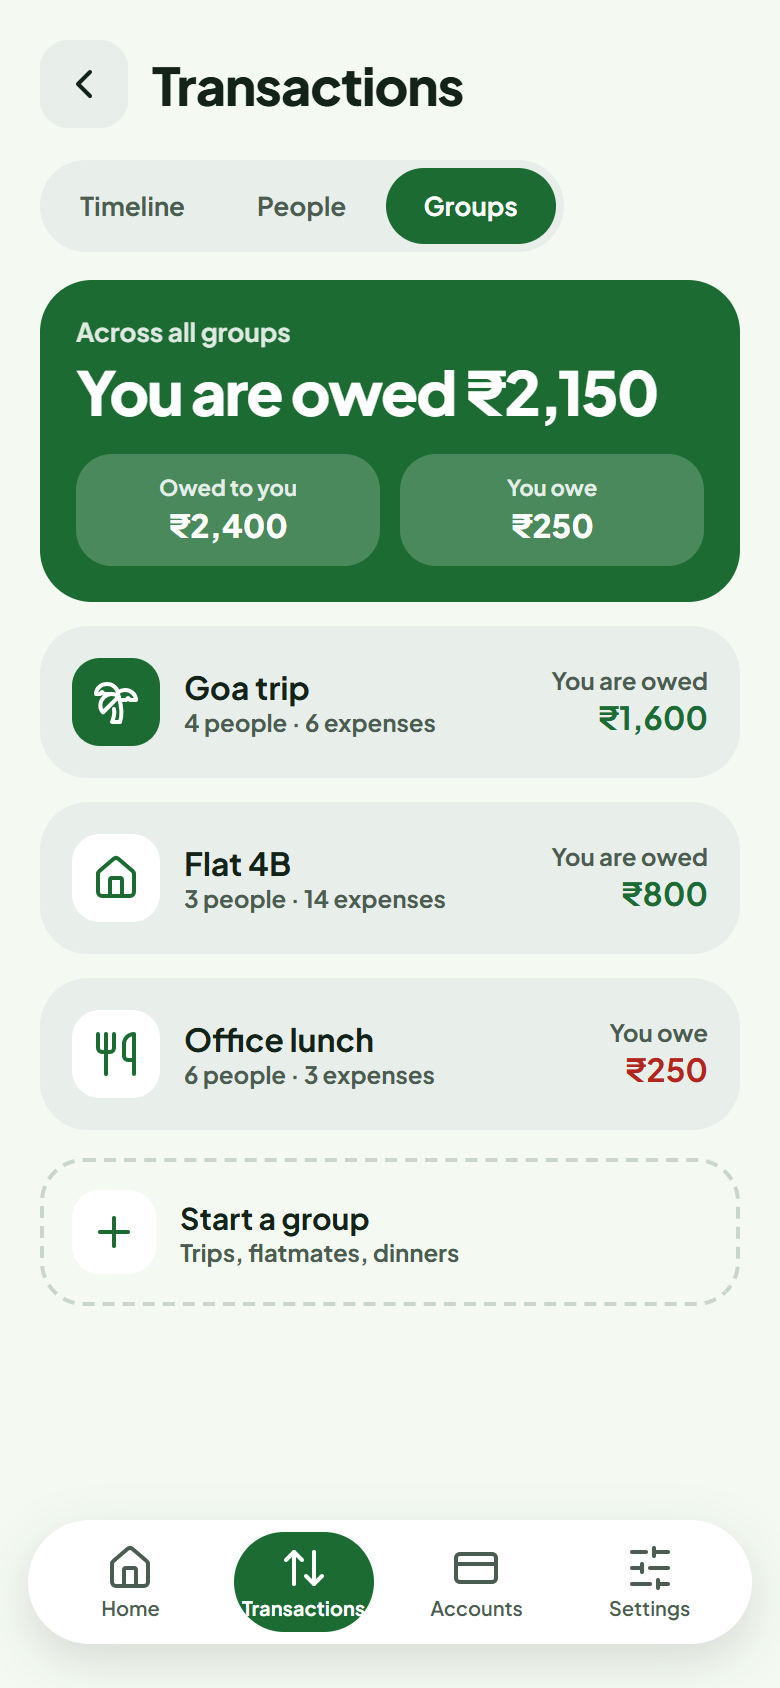 Transactions
Timeline People Groups
Across all groups
You are owed ₹2,150
Owed to you You owe
₹2,400 ₹250
Goa trip You are owed
4 people · 6 expenses ₹1,600
Flat 4B You are owed
3 people · 14 expenses ₹800
Office lunch You owe
6 people · 3 expenses ₹250
Start a group
Trips, flatmates, dinners
Home Transactions Accounts Settings